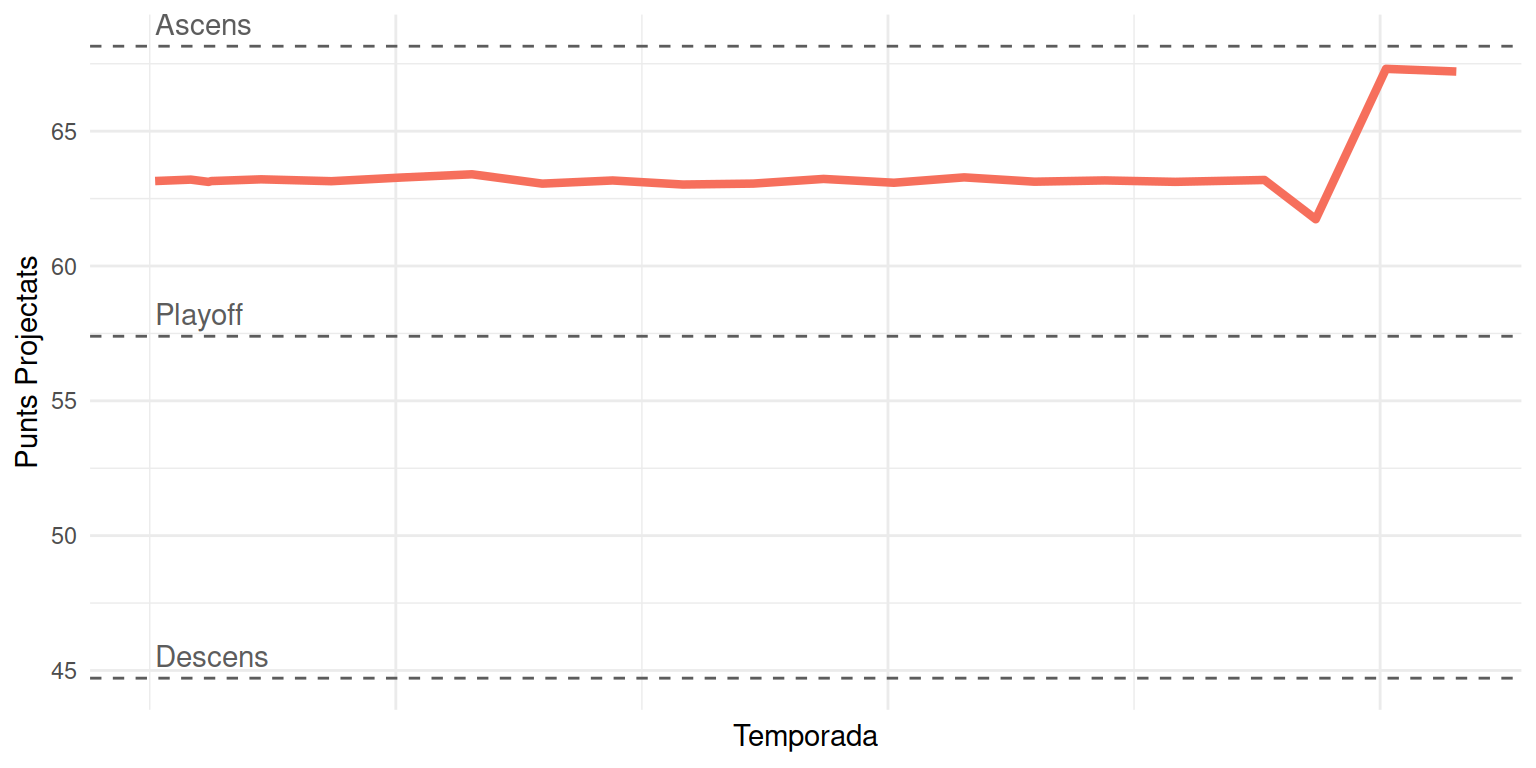 Ascens
65
60
Playoff
55
50
Descens
45
Punts Projectats
Temporada